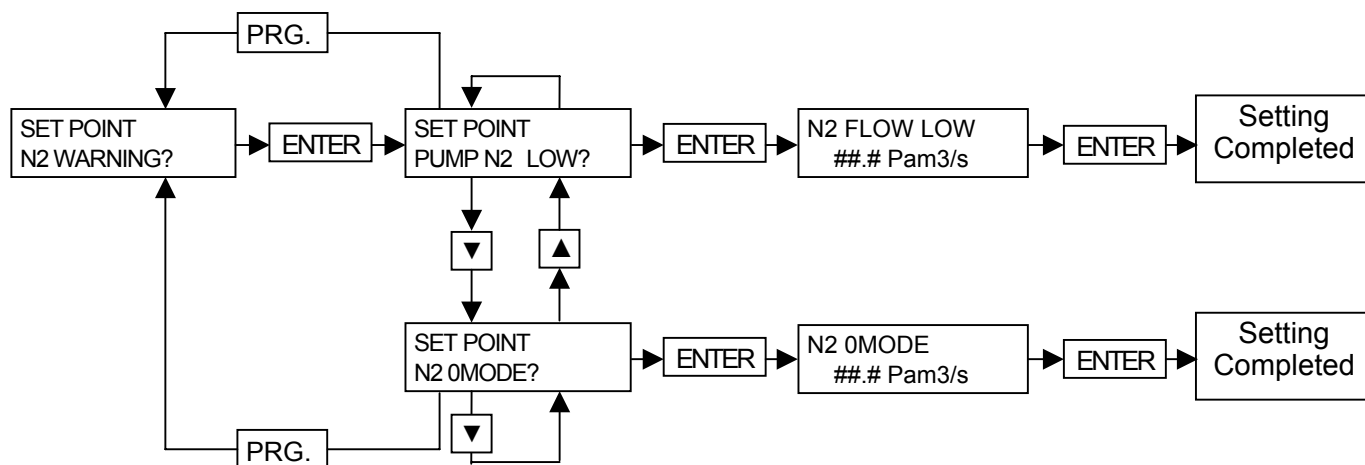 PRG.
SET POINT
N2 WARNING?
ENTER
SET POINT
PUMP N2 LOW?
ENTER
N2 FLOW LOW
##.# Pam3/s
ENTER
Setting
Completed
▼
▲
SET POINT
N2 0MODE?
ENTER
N2 0MODE
##.# Pam3/s
ENTER
Setting
Completed
▼
PRG.